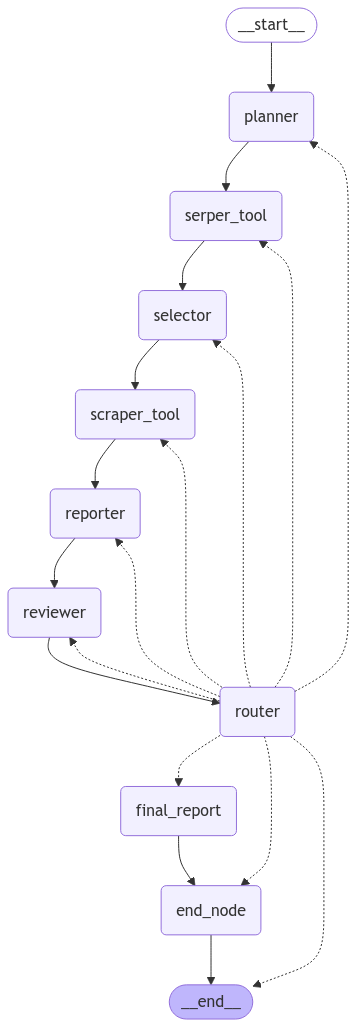 __start__
planner
serper_tool
selector
scraper_tool
reporter
reviewer
router
final_report
end_node
__end__